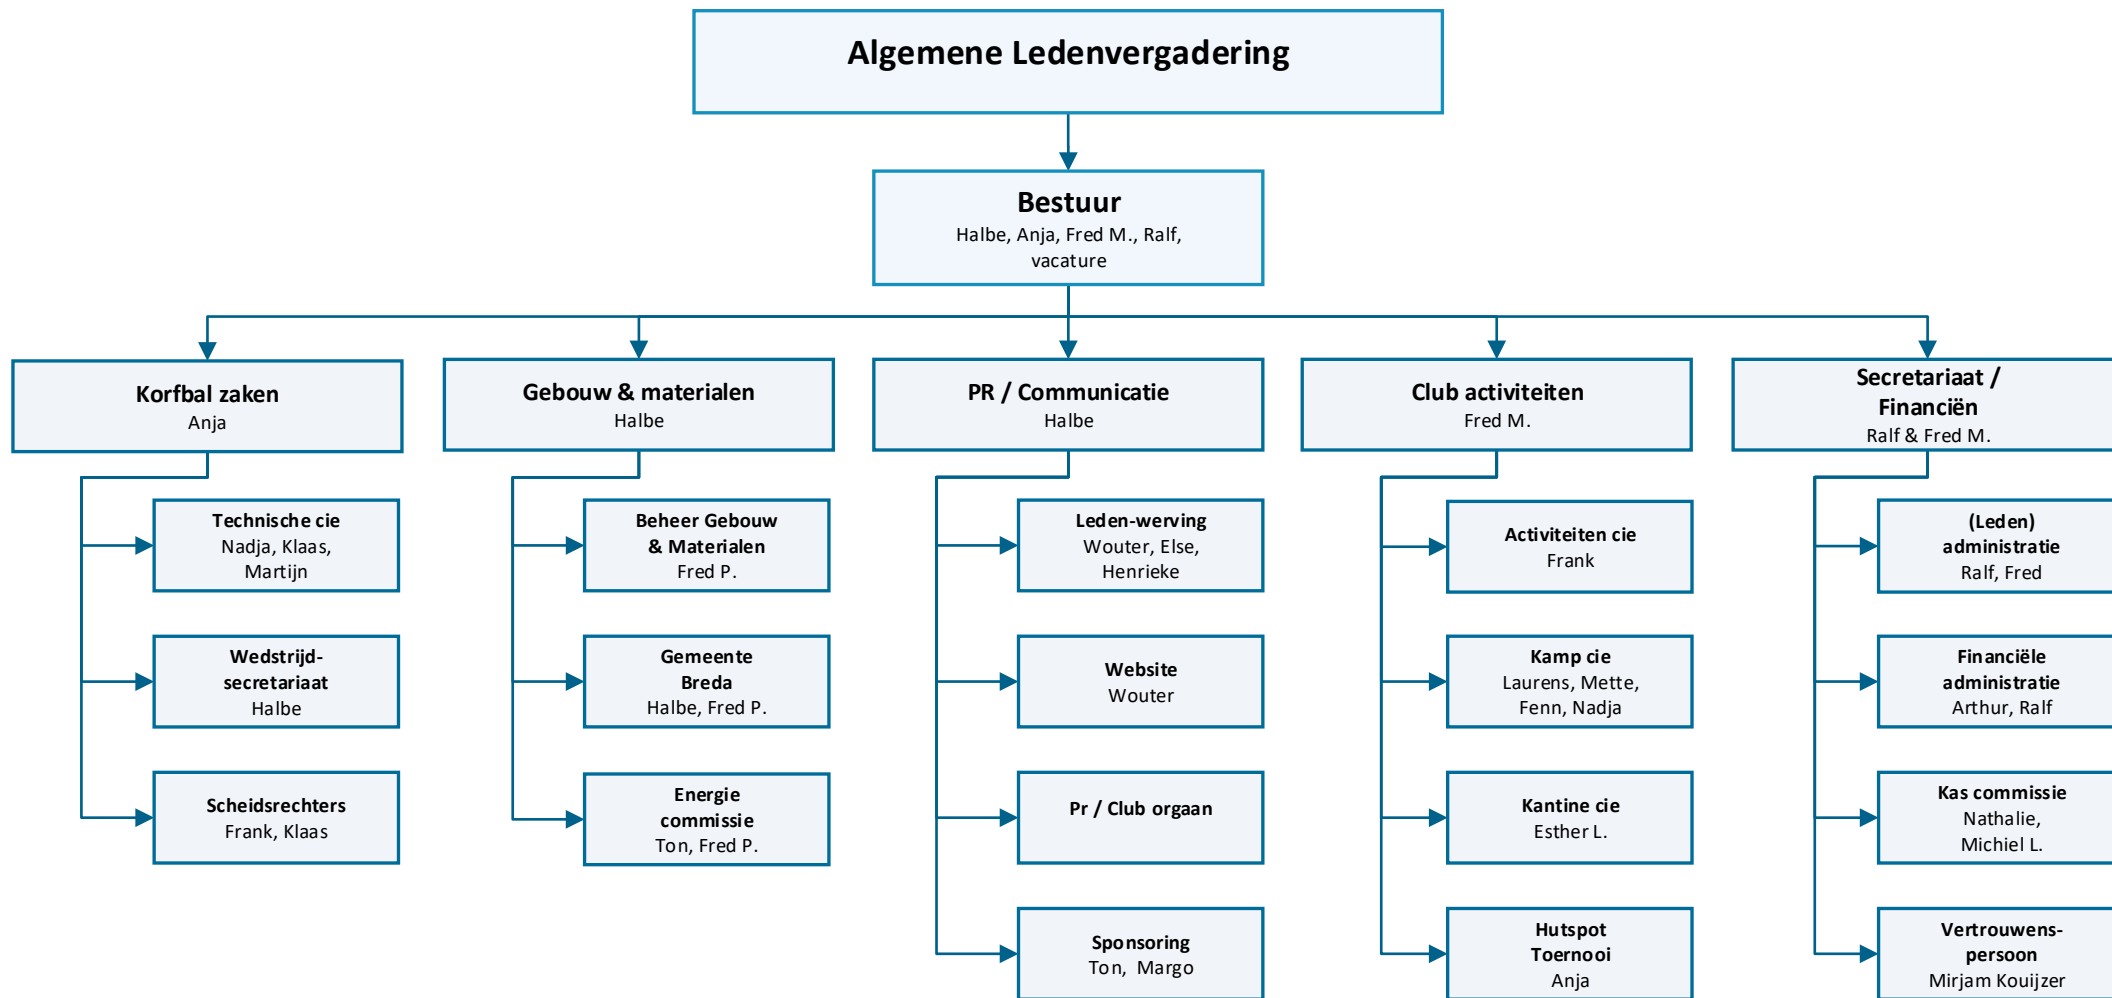 Algemene Ledenvergadering
Bestuur
Halbe, Anja, Fred M., Ralf,
vacature
Korfbal zaken
Anja
Gebouw & materialen
Halbe
PR / Communicatie
Halbe
Club activiteiten
Fred M.
Secretariaat /
Financiën
Ralf & Fred M.
Technische cie
Nadja, Klaas,
Martijn
Wedstrijd-
secretariaat
Halbe
Scheidsrechters
Frank, Klaas
Beheer Gebouw
& Materialen
Fred P.
Gemeente
Breda
Halbe, Fred P.
Energie
commissie
Ton, Fred P.
Leden-werving
Wouter, Else,
Henrieke
Website
Wouter
Pr / Club orgaan
Sponsoring
Ton, Margo
Activiteiten cie
Frank
Kamp cie
Laurens, Mette,
Fenn, Nadja
Kantine cie
Esther L.
Hutspot
Toernooi
Anja
(Leden)
administratie
Ralf, Fred
Financiële
administratie
Arthur, Ralf
Kas commissie
Nathalie,
Michiel L.
Vertrouwens-
persoon
Mirjam Kouijzer